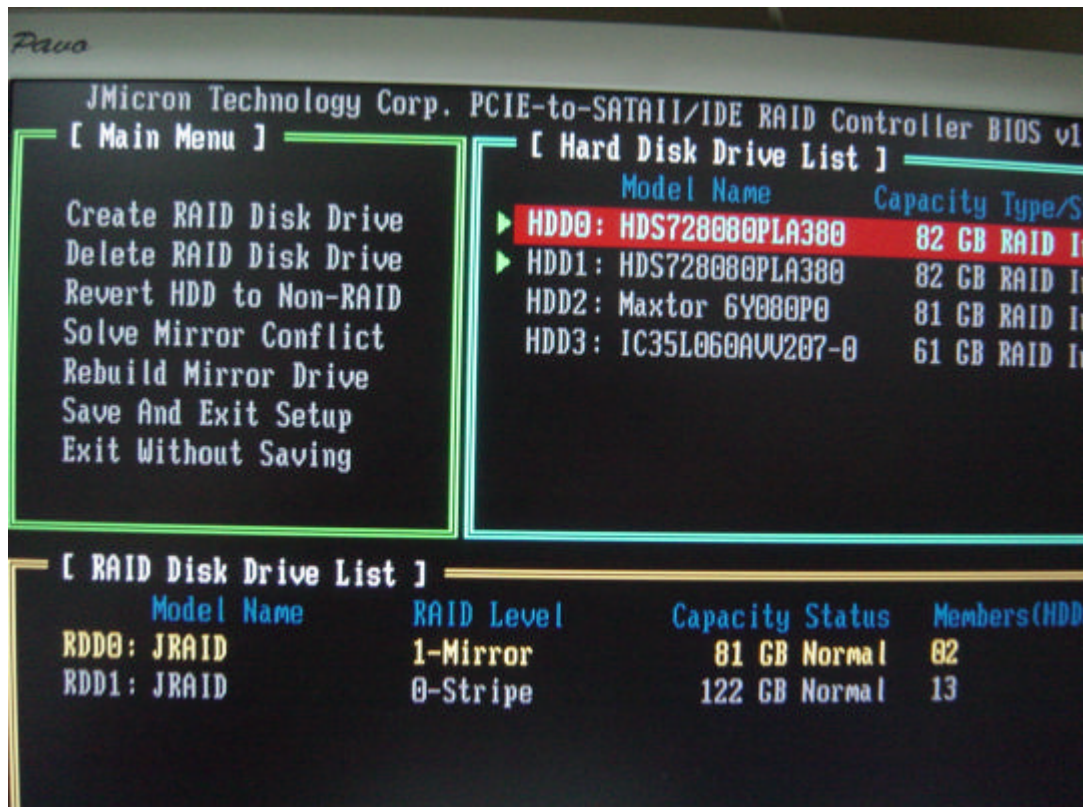 Pavo
JMicron Technology Corp. PCIE-to-SATAII/IDE RAID Controller BIOS v1
[ Main Menu ]
Create RAID Disk Drive
Delete RAID Disk Drive
Revert HDD to Non-RAID
Solve Mirror Conflict
Rebuild Mirror Drive
Save And Exit Setup
Exit Without Saving
[ Hard Disk Drive List ]
Model Name Capacity Type/S
HDD0: HDS728080PLA380 82 GB RAID I
HDD1: HDS728080PLA380 82 GB RAID I
HDD2: Maxtor 6Y080P0 81 GB RAID I
HDD3: IC35L060AVV207-0 61 GB RAID I
[ RAID Disk Drive List ]
Model Name RAID Level Capacity Status Members(HDD
RDD0: JRAID 1-Mirror 81 GB Normal 02
RDD1: JRAID 0-Stripe 122 GB Normal 13